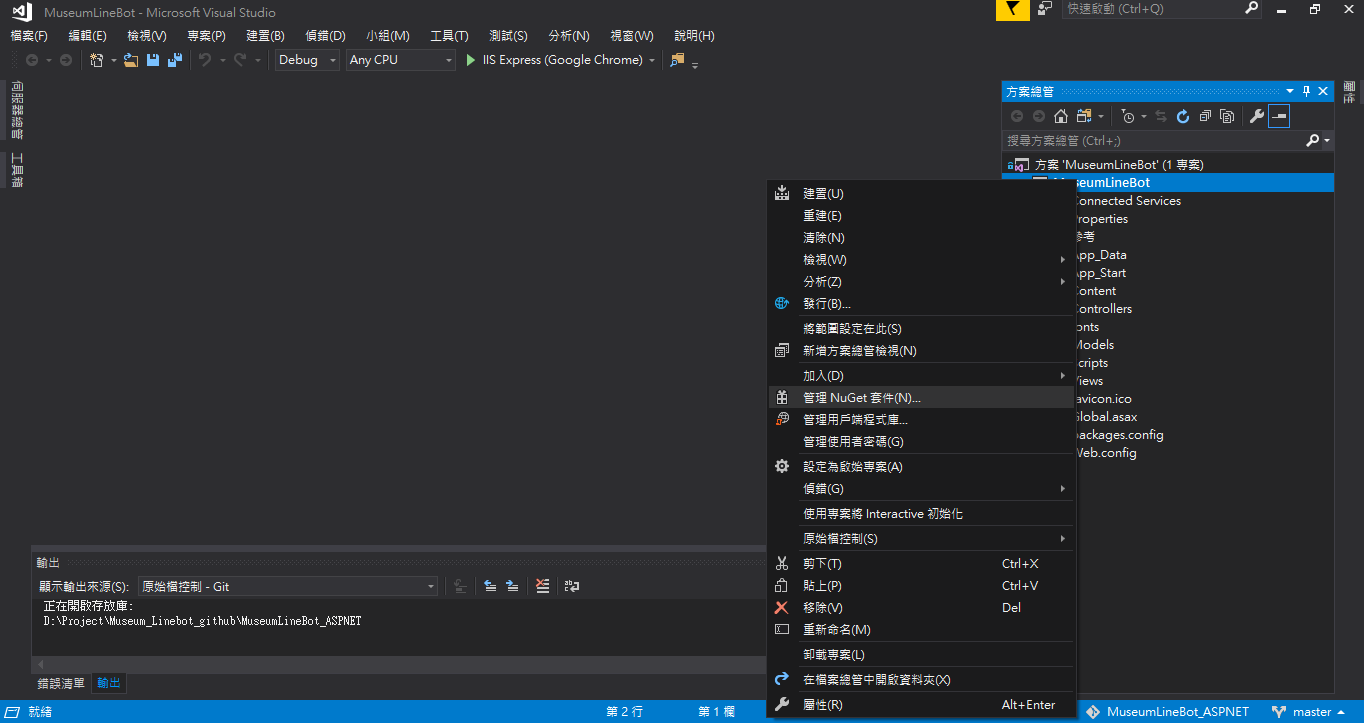 MuseumLineBot - Microsoft Visual Studio
快速啟動 (Ctrl+Q)
檔案(F) 編輯(E) 檢視(V) 專案(P) 建置(B) 偵錯(D) 小組(M) 工具(T) 測試(S) 分析(N) 視窗(W) 說明(H)
Debug Any CPU IIS Express (Google Chrome)
伺服器總管
工具箱
屬性
方案總管
搜尋方案總管 (Ctrl+;)
方案 'MuseumLineBot' (1 專案)
seumLineBot
onnected Services
roperties
參考
pp_Data
pp_Start
ontent
ontrollers
onts
Models
cripts
iews
avicon.ico
lobal.asax
ackages.config
Web.config
建置(U)
重建(E)
清除(N)
檢視(W)
分析(Z)
發行(B)...
將範圍設定在此(S)
新增方案總管檢視(N)
加入(D)
管理 NuGet 套件(N)...
管理用戶端程式庫...
管理使用者密碼(G)
設定為啟始專案(A)
偵錯(G)
使用專案將 Interactive 初始化
原始檔控制(S)
剪下(T) Ctrl+X
貼上(P) Ctrl+V
移除(V) Del
重新命名(M)
卸載專案(L)
在檔案總管中開啟資料夾(X)
屬性(R) Alt+Enter
輸出
顯示輸出來源(S): 原始檔控制 - Git
正在開啟存放庫:
D:\Project\Museum_Linebot_github\MuseumLineBot_ASPNET
錯誤清單 輸出
就緒 第 2 行 第 1 欄 MuseumLineBot_ASPNET master